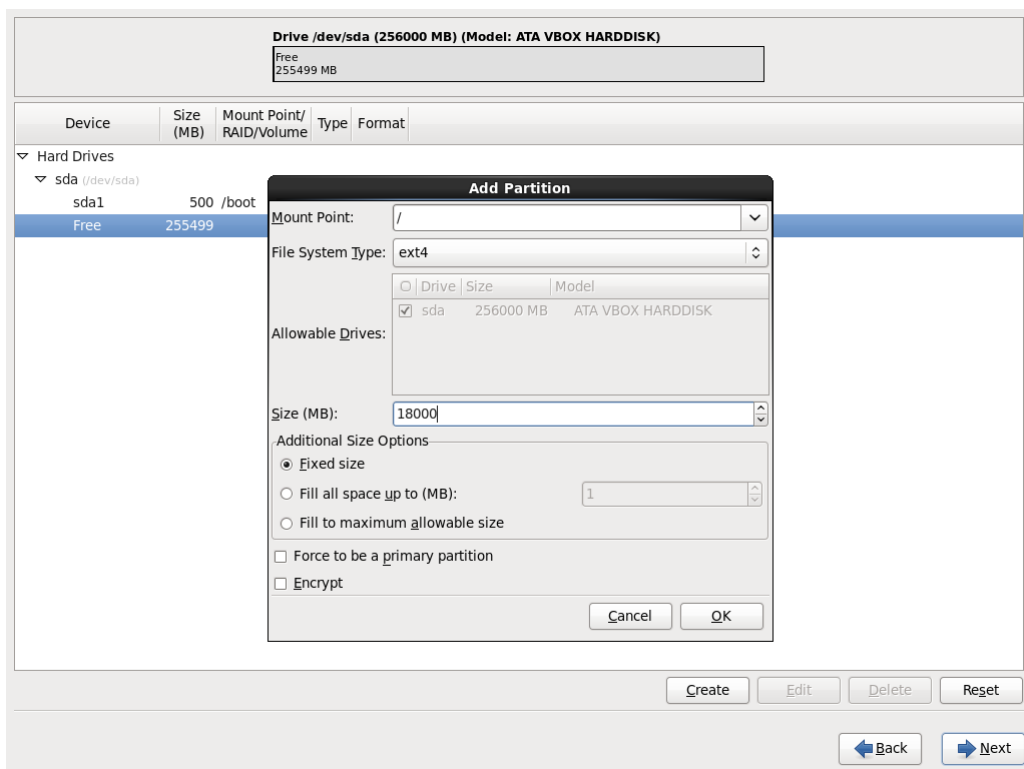 Drive /dev/sda (256000 MB) (Model: ATA VBOX HARDDISK)
Free
255499 MB
Device Size (MB) Mount Point/ RAID/Volume Type Format
Hard Drives
sda (/dev/sda)
sda1 500 /boot
Free 255499
Add Partition
Mount Point: /
File System Type: ext4
Drive Size Model
sda 256000 MB ATA VBOX HARDDISK
Allowable Drives:
Size (MB): 18000
Additional Size Options
Fixed size
Fill all space up to (MB): 1
Fill to maximum allowable size
Force to be a primary partition
Encrypt
Cancel OK
Create Edit Delete Reset
Back Next